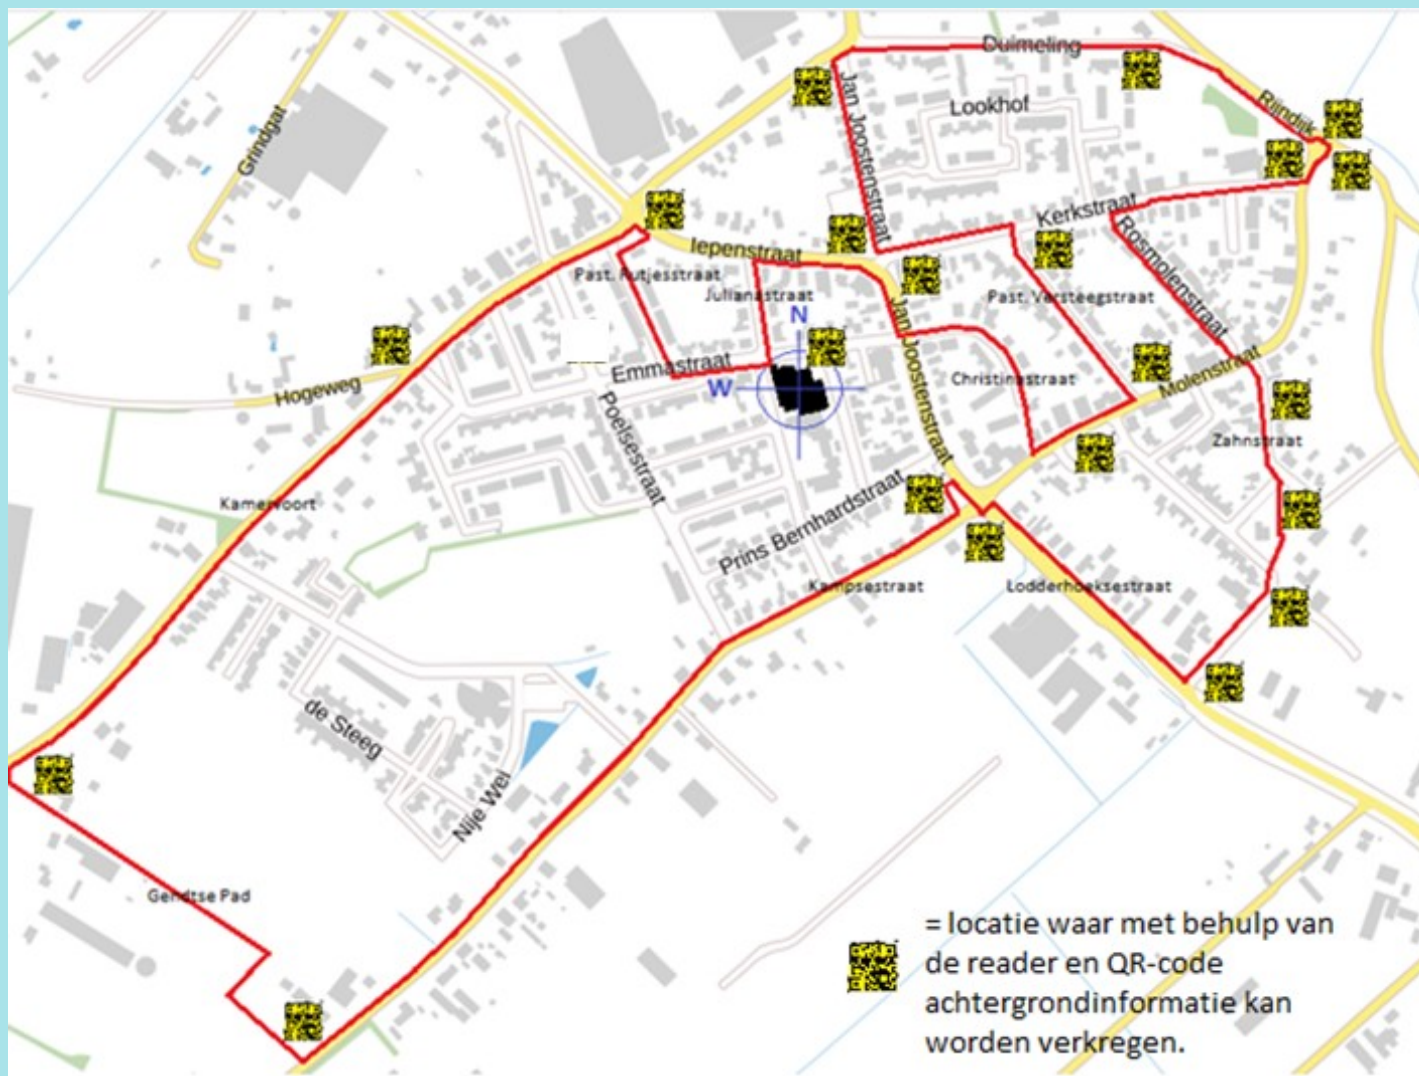 Duimeling
Lookhof
Jan Joostenstraat
Rijndijk
Grindgat
Kerkstraat
Rosmolenstraat
Iepenstraat
Past. Rutjesstraat
Julianastraat
Past. Versteegstraat
N
W
Emmastraat
Hogeweg
Jan Joostenstraat
Christinastraat
Molenstraat
Zahnstraat
Poelsestraat
Kamervoort
Prins Bernhardstraat
Kampsestraat
Lodderhoeksestraat
de Steeg
Nije Wei
Gendtse Pad
= locatie waar met behulp van
de reader en QR-code
achtergrondinformatie kan
worden verkregen.